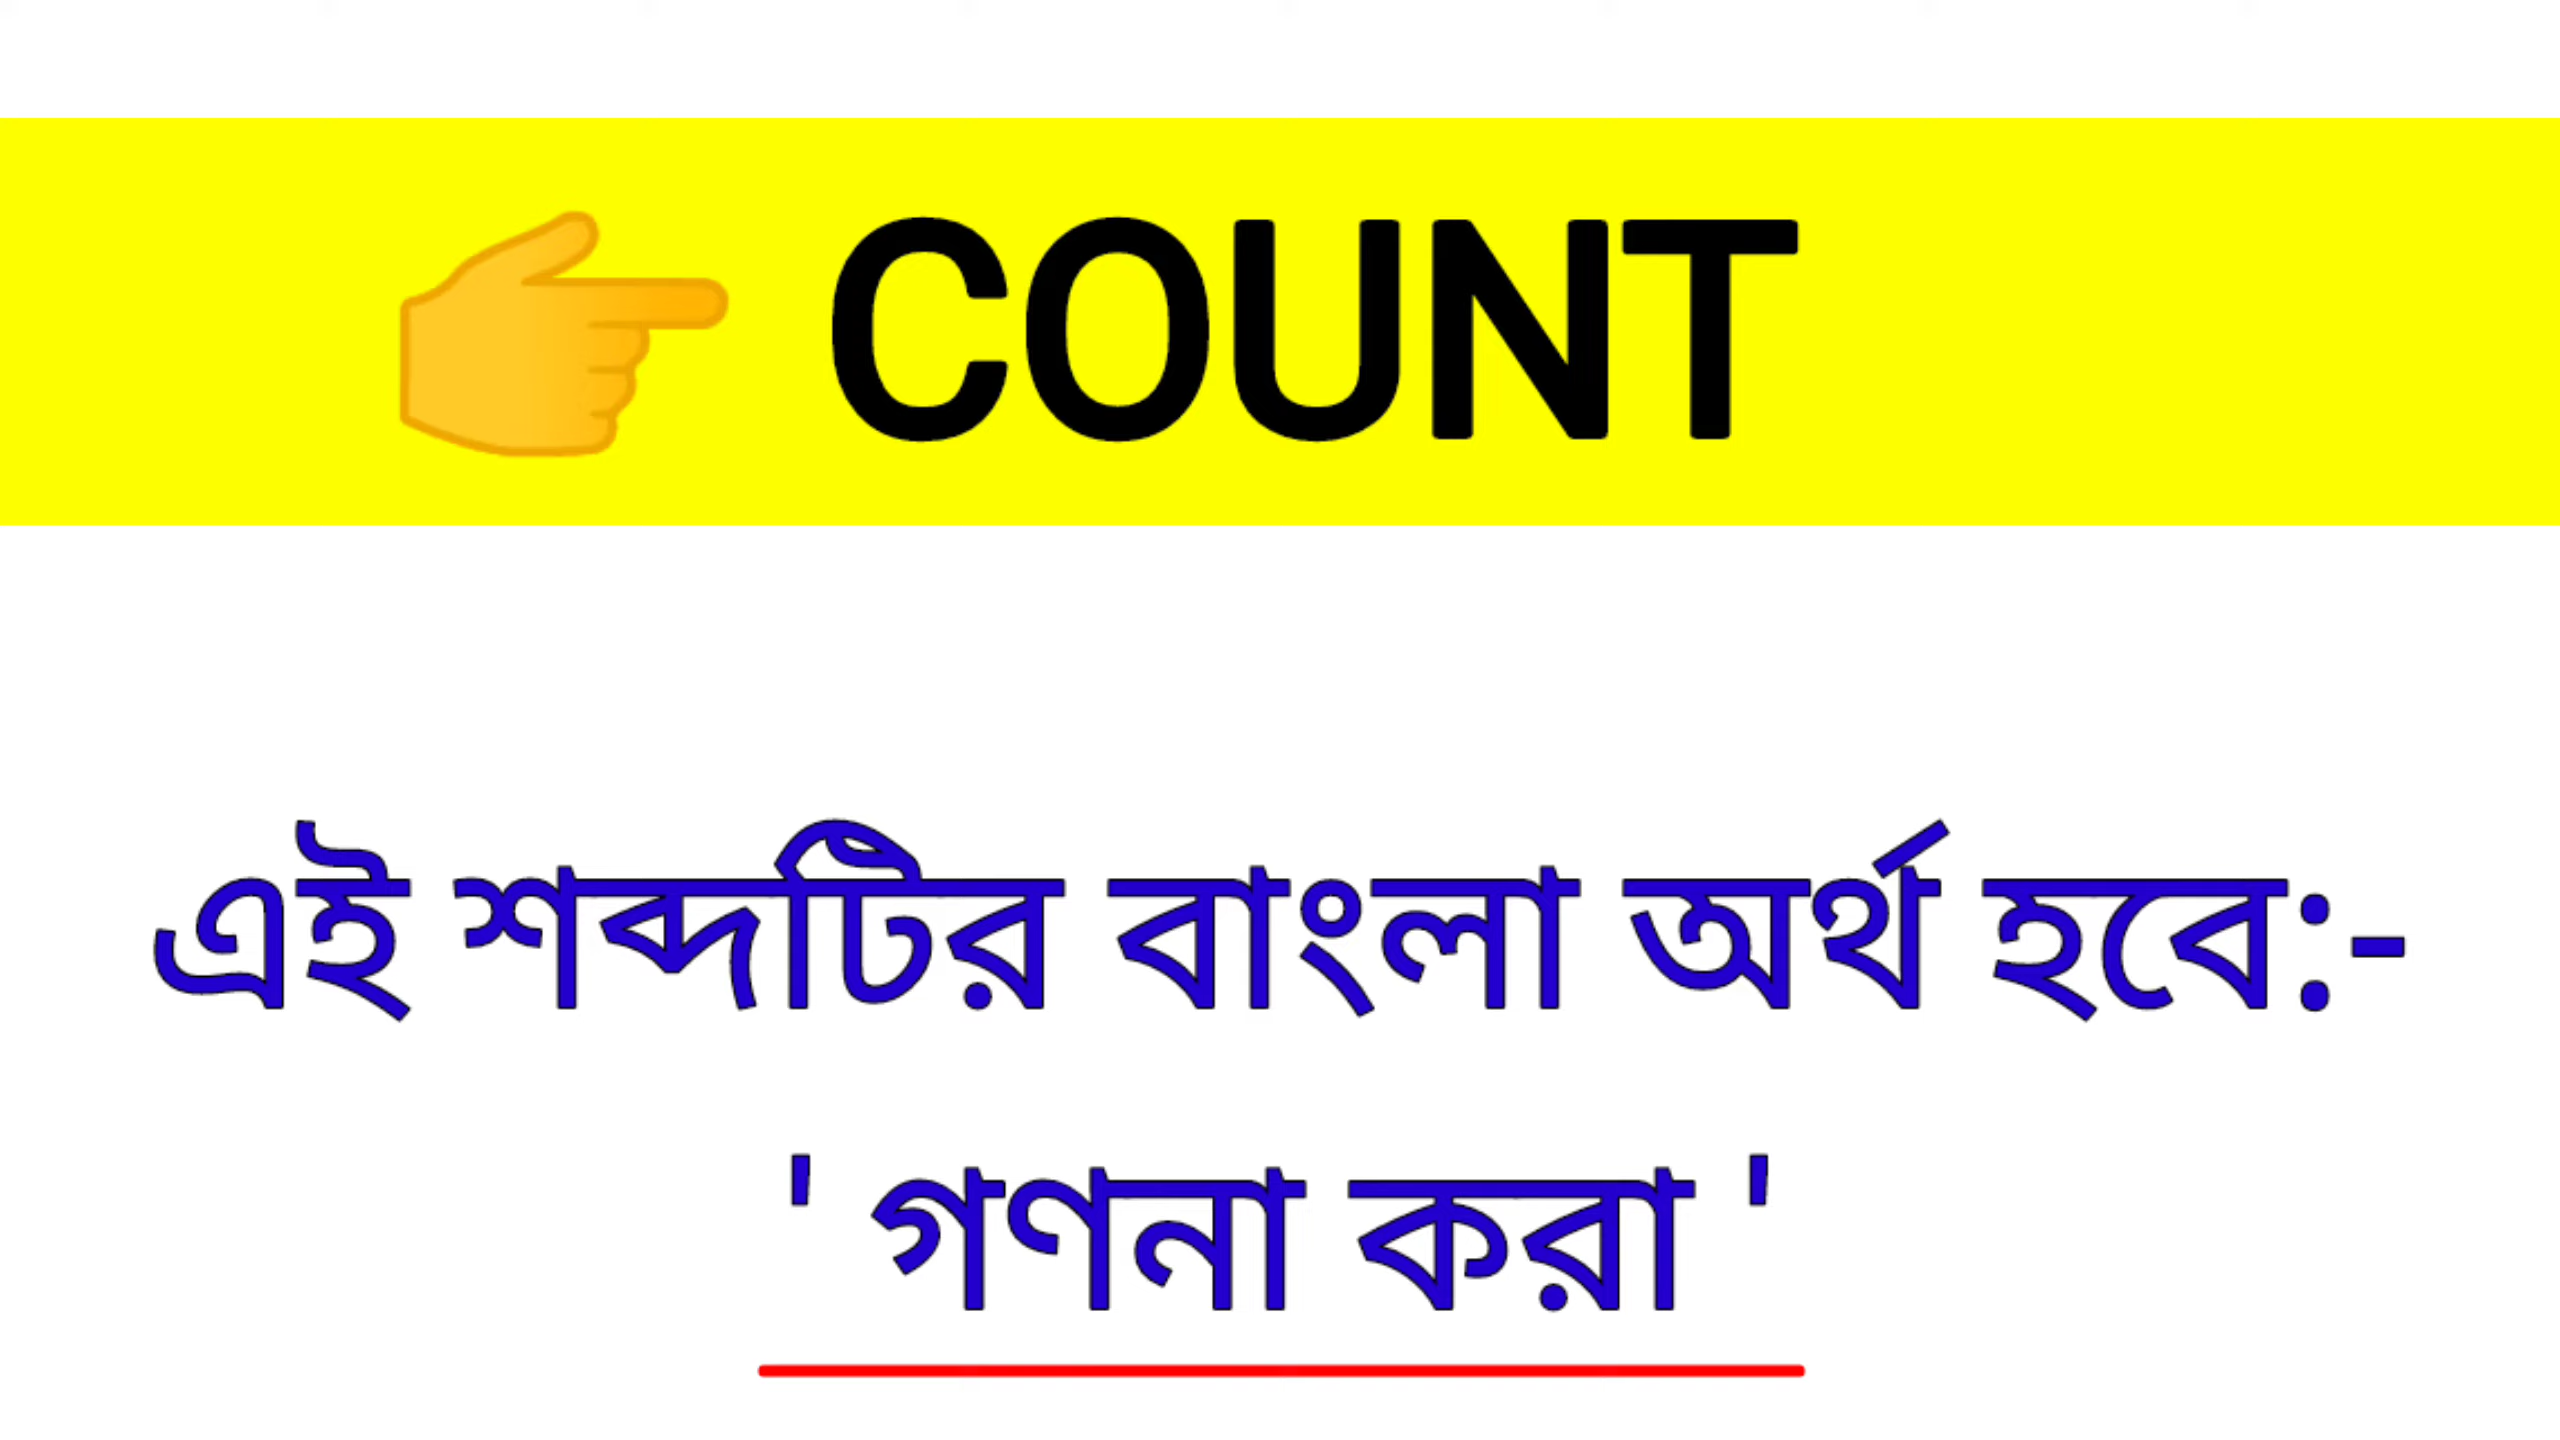 👉 COUNT
এই শব্দটির বাংলা অর্থ হবে:-
' গণনা করা '